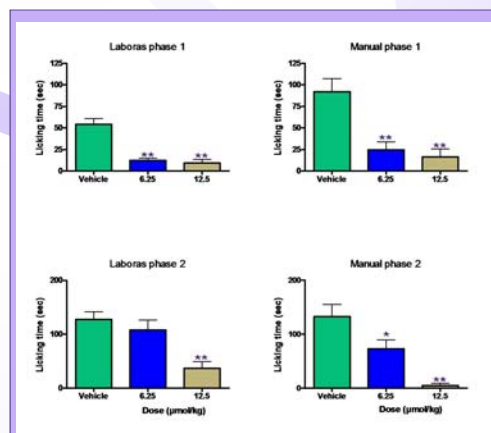 Laboras phase 1
Licking time (sec)
125
100
75
50
25
0
**
**
Vehicle
6.25
12.5
Manual phase 1
Licking time (sec)
125
100
75
50
25
0
**
**
Vehicle
6.25
12.5
Laboras phase 2
Licking time (sec)
200
100
0
**
Vehicle
6.25
12.5
Dose (µmol/kg)
Manual phase 2
Licking time (sec)
200
100
0
*
**
Vehicle
6.25
12.5
Dose (µmol/kg)